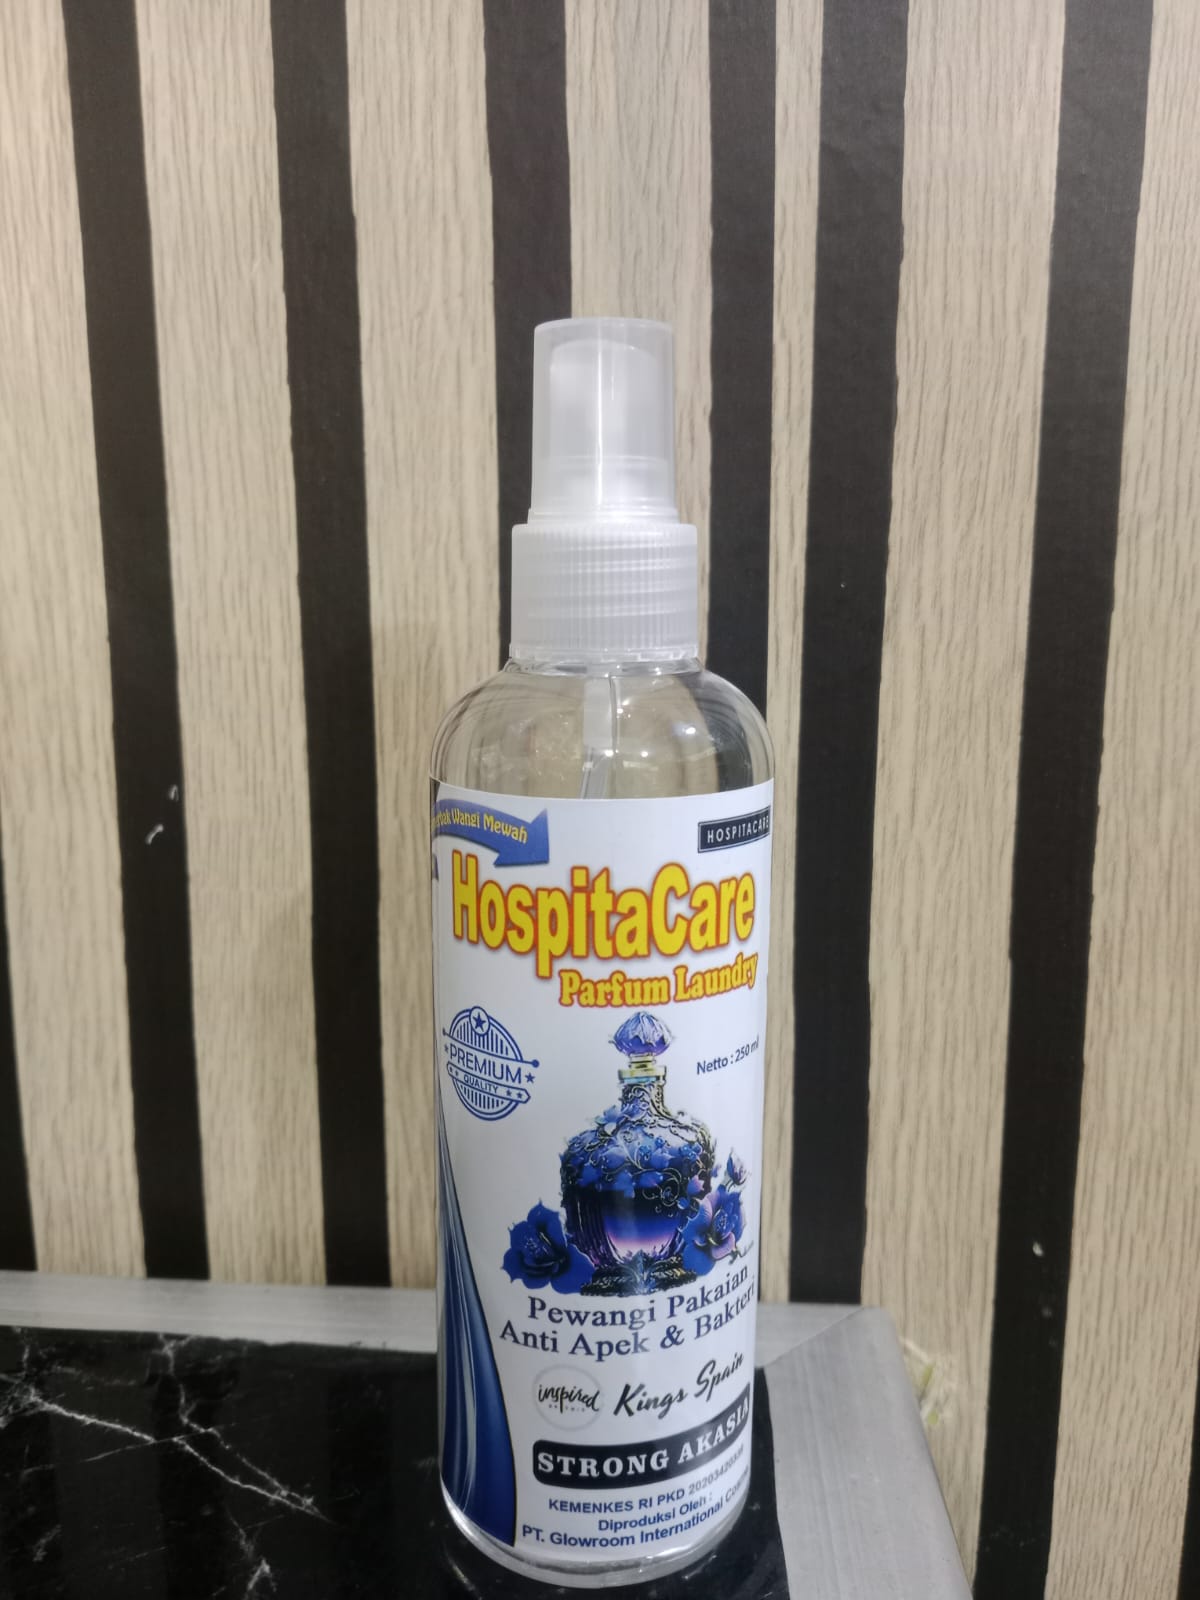 Wangi Mewah
HOSPITACARE
HospitaCare
Parfum Laundry
PREMIUM
QUALITY
Netto : 250 ml
Pewangi Pakaian
Anti Apek & Bakteri
inspired
Kings Spain
STRONG AKASIA
KEMENKES RI PKD
Diproduksi Oleh :
PT. Glowroom International